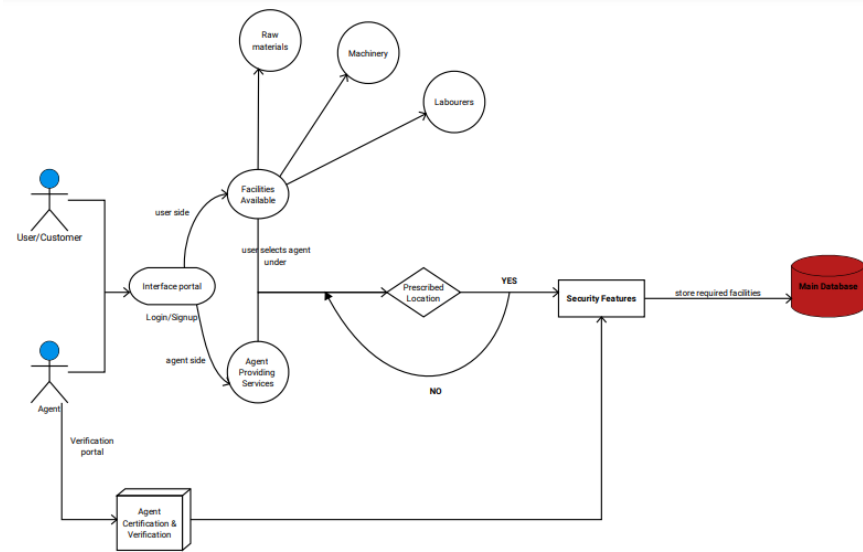 Raw
materials
Machinery
Labourers
Facilities
Available
user side
User/Customer
user selects agent
under
Interface portal
Login/Signup
Prescribed
Location
YES
Security Features
store required facilities
Main Database
agent side
Agent
Providing
Services
NO
Agent
Verification
portal
Agent
Certification &
Verification